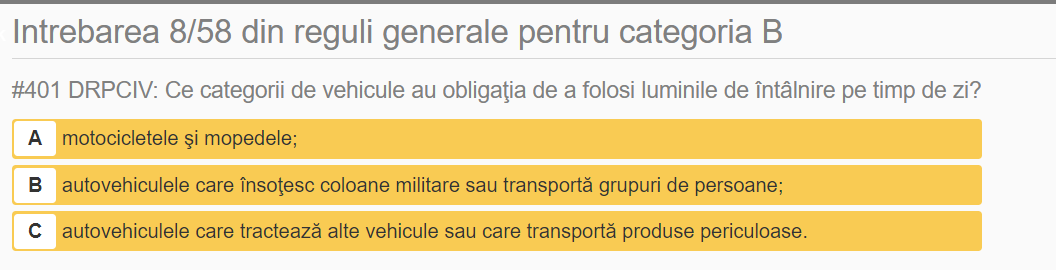 Intrebarea 8/58 din reguli generale pentru categoria B
#401 DRPCIV: Ce categorii de vehicule au obligaţia de a folosi luminile de întâlnire pe timp de zi?
A motocicletele şi mopedele;
B autovehiculele care însoţesc coloane militare sau transportă grupuri de persoane;
C autovehiculele care tractează alte vehicule sau care transportă produse periculoase.